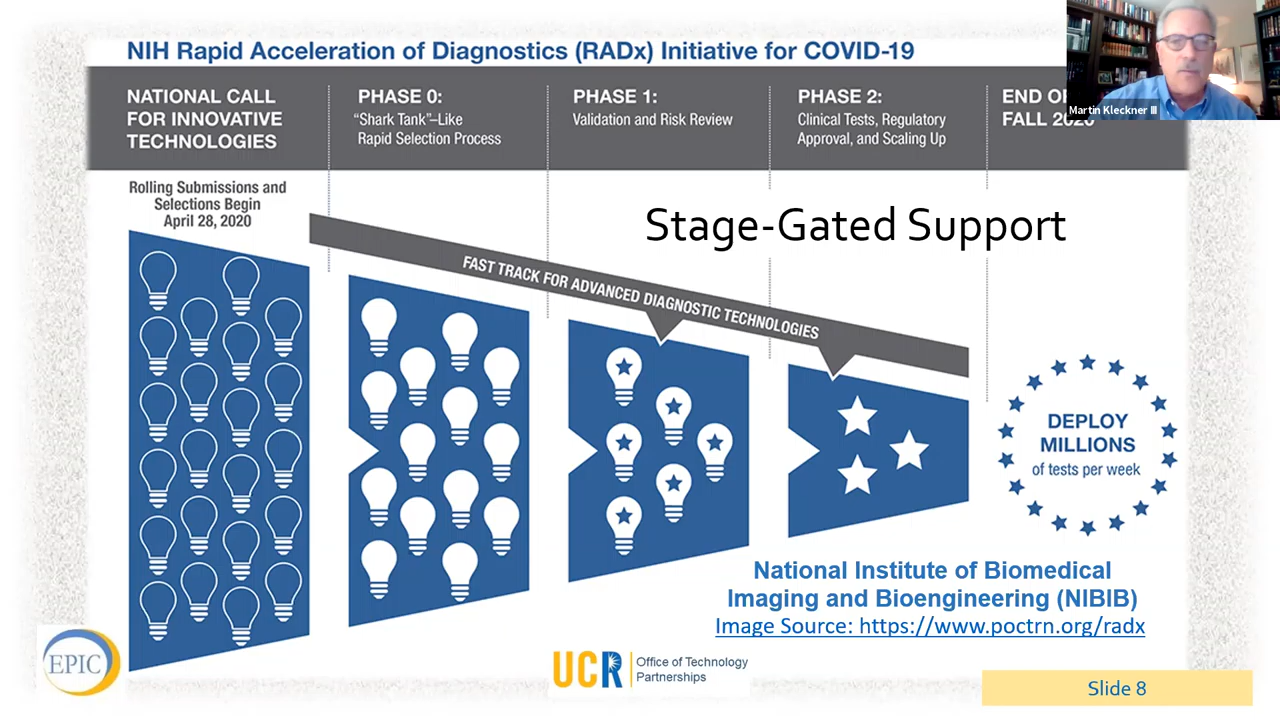 NIH Rapid Acceleration of Diagnostics (RADx) Initiative for COVID-19
Martin Kleckner III
NATIONAL CALL
FOR INNOVATIVE
TECHNOLOGIES
PHASE 0:
“Shark Tank”–Like
Rapid Selection Process
PHASE 1:
Validation and Risk Review
PHASE 2:
Clinical Tests, Regulatory
Approval, and Scaling Up
END
FALL 2020
Rolling Submissions and
Selections Begin
April 28, 2020
Stage-Gated Support
FAST TRACK FOR ADVANCED DIAGNOSTIC TECHNOLOGIES
DEPLOY
MILLIONS
of tests per week
National Institute of Biomedical
Imaging and Bioengineering (NIBIB)
Image Source: https://www.poctrn.org/radx
EPIC
UCR
Office of Technology
Partnerships
Slide 8